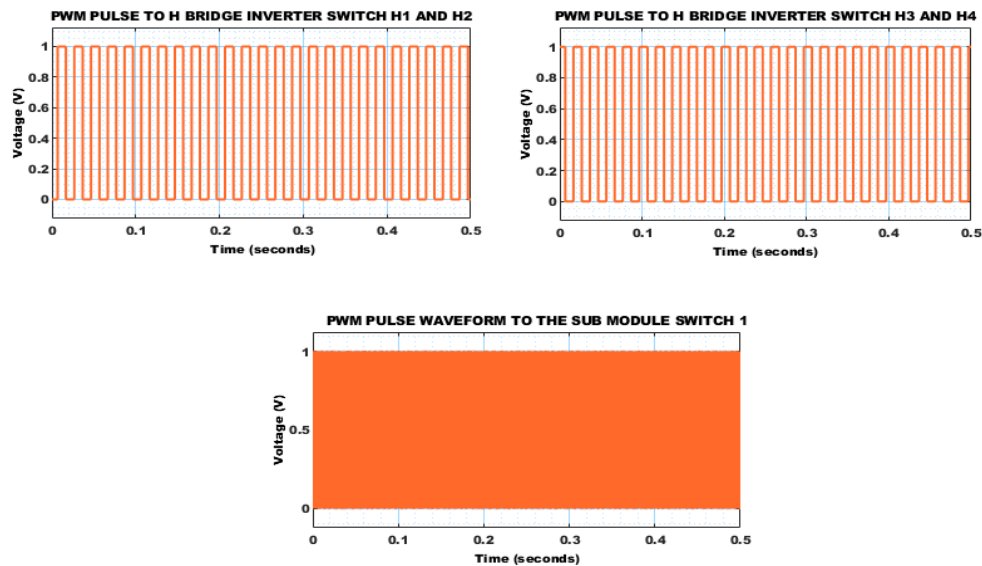 PWM PULSE TO H BRIDGE INVERTER SWITCH H1 AND H2
1
0.8
0.6
0.4
0.2
0
Voltage (V)
0 0.1 0.2 0.3 0.4 0.5
Time (seconds)
PWM PULSE TO H BRIDGE INVERTER SWITCH H3 AND H4
1
0.8
0.6
0.4
0.2
0
Voltage (V)
0 0.1 0.2 0.3 0.4 0.5
Time (seconds)
PWM PULSE WAVEFORM TO THE SUB MODULE SWITCH 1
1
0.5
0
Voltage (V)
0 0.1 0.2 0.3 0.4 0.5
Time (seconds)